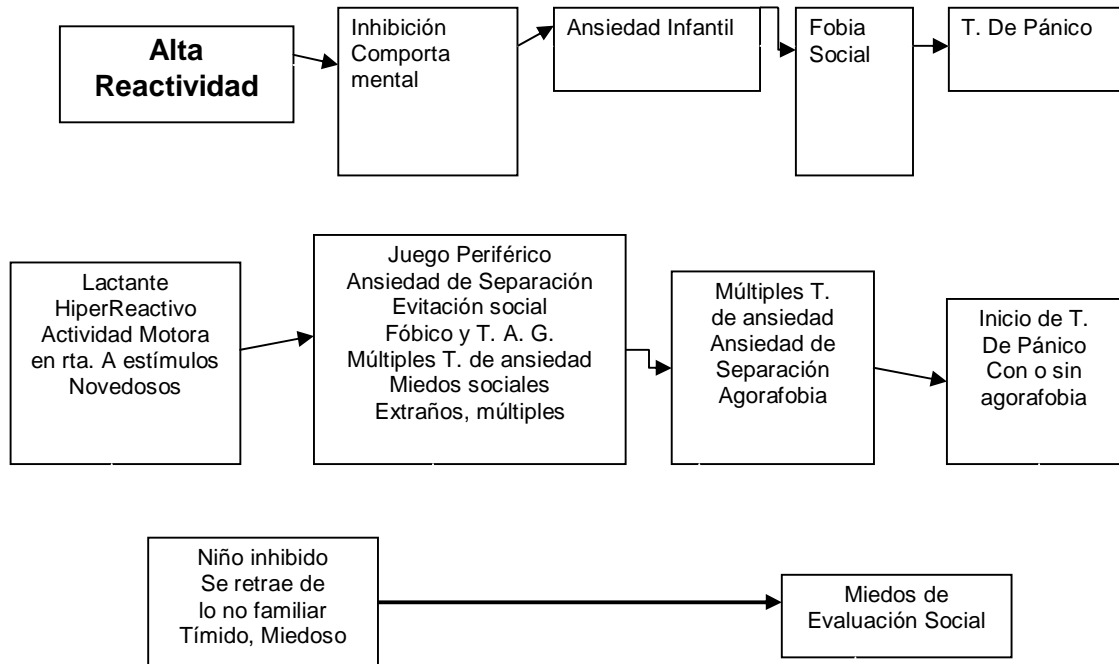 Alta
Reactividad
Inhibición
Comporta
mental
Ansiedad Infantil
Fobia
Social
T. De Pánico
Lactante
HiperReactivo
Actividad Motora
en rta. A estímulos
Novedosos
Juego Periférico
Ansiedad de Separación
Evitación social
Fóbico y T. A. G.
Múltiples T. de ansiedad
Miedos sociales
Extraños, múltiples
Múltiples T.
de ansiedad
Ansiedad de
Separación
Agorafobia
Inicio de T.
De Pánico
Con o sin
agorafobia
Niño inhibido
Se retrae de
lo no familiar
Tímido, Miedoso
Miedos de
Evaluación Social